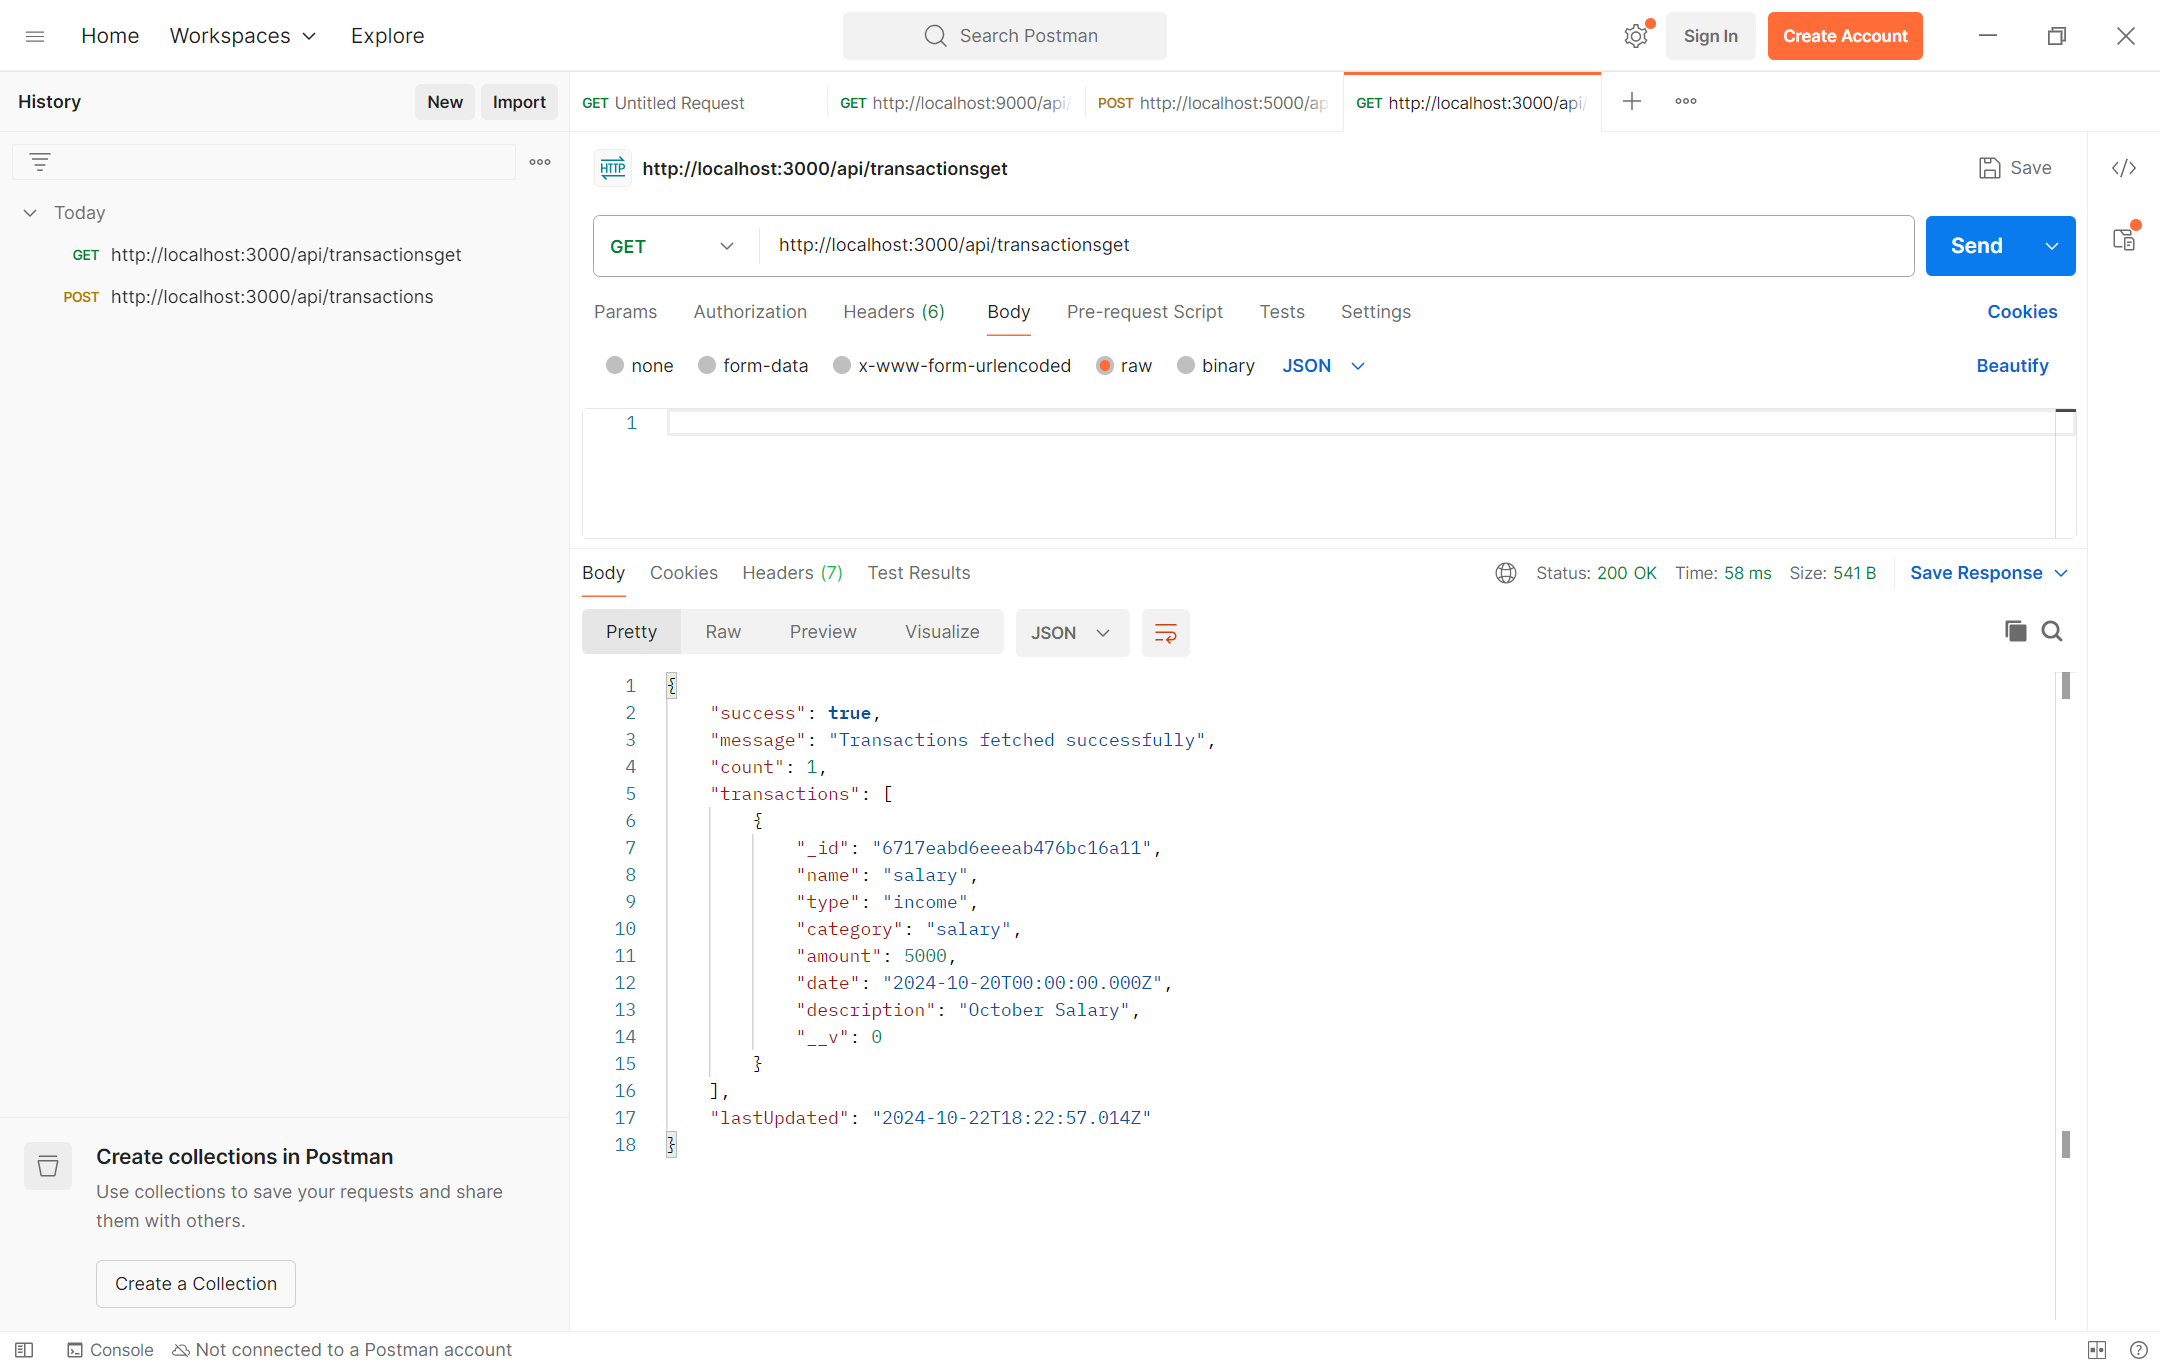 Home Workspaces Explore Search Postman Sign In Create Account
History New Import GET Untitled Request GET http://localhost:9000/api/ POST http://localhost:5000/ap GET http://localhost:3000/api/
HTTP http://localhost:3000/api/transactionsget Save
Today
GET http://localhost:3000/api/transactionsget
POST http://localhost:3000/api/transactions
GET http://localhost:3000/api/transactionsget Send
Params Authorization Headers (6) Body Pre-request Script Tests Settings Cookies
none form-data x-www-form-urlencoded raw binary JSON Beautify
1
Body Cookies Headers (7) Test Results Status: 200 OK Time: 58 ms Size: 541 B Save Response
Pretty Raw Preview Visualize JSON
1 {
2 "success": true,
3 "message": "Transactions fetched successfully",
4 "count": 1,
5 "transactions": [
6 {
7 "_id": "6717eabd6eeeab476bc16a11",
8 "name": "salary",
9 "type": "income",
10 "category": "salary",
11 "amount": 5000,
12 "date": "2024-10-20T00:00:00.000Z",
13 "description": "October Salary",
14 "__v": 0
15 }
16 ],
17 "lastUpdated": "2024-10-22T18:22:57.014Z"
18 }
Create collections in Postman
Use collections to save your requests and share
them with others.
Create a Collection
Console Not connected to a Postman account